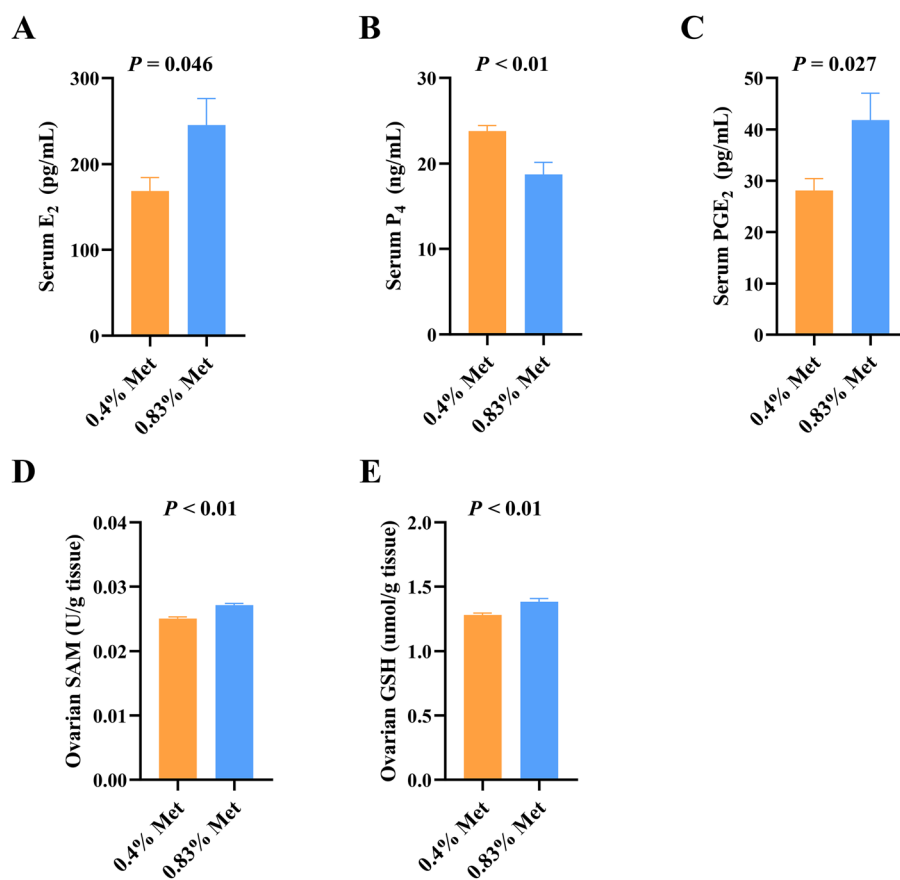 A
P = 0.046
Serum E₂ (pg/mL)
300
200
100
0
0.4% Met
0.83% Met
B
P < 0.01
Serum P₄ (ng/mL)
30
20
10
0
0.4% Met
0.83% Met
C
P = 0.027
Serum PGE₂ (pg/mL)
50
40
30
20
10
0
0.4% Met
0.83% Met
D
P < 0.01
Ovarian SAM (U/g tissue)
0.04
0.03
0.02
0.01
0.00
0.4% Met
0.83% Met
E
P < 0.01
Ovarian GSH (umol/g tissue)
2.0
1.5
1.0
0.5
0.0
0.4% Met
0.83% Met